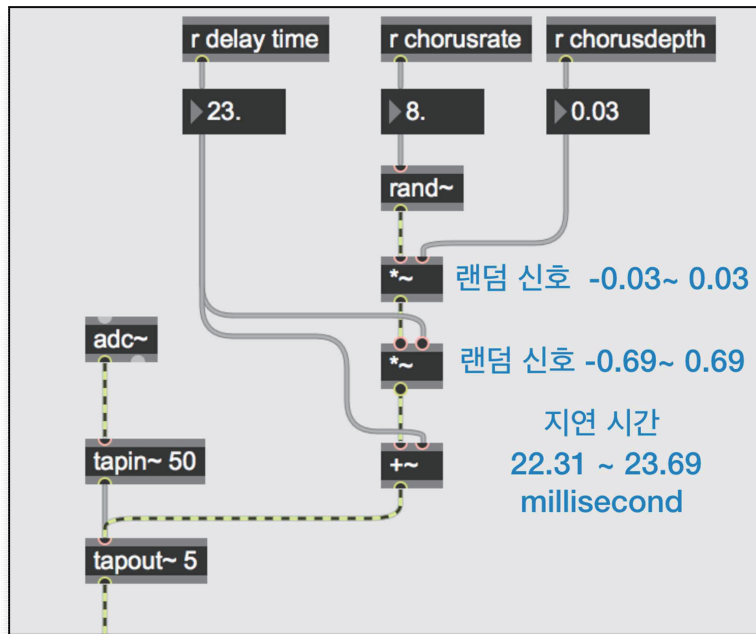 r delay time
r chorusrate
r chorusdepth
23.
8.
0.03
rand~
*~
랜덤 신호 -0.03~ 0.03
adc~
*~
랜덤 신호 -0.69~ 0.69
지연 시간
tapin~ 50
+~
22.31 ~ 23.69
millisecond
tapout~ 5